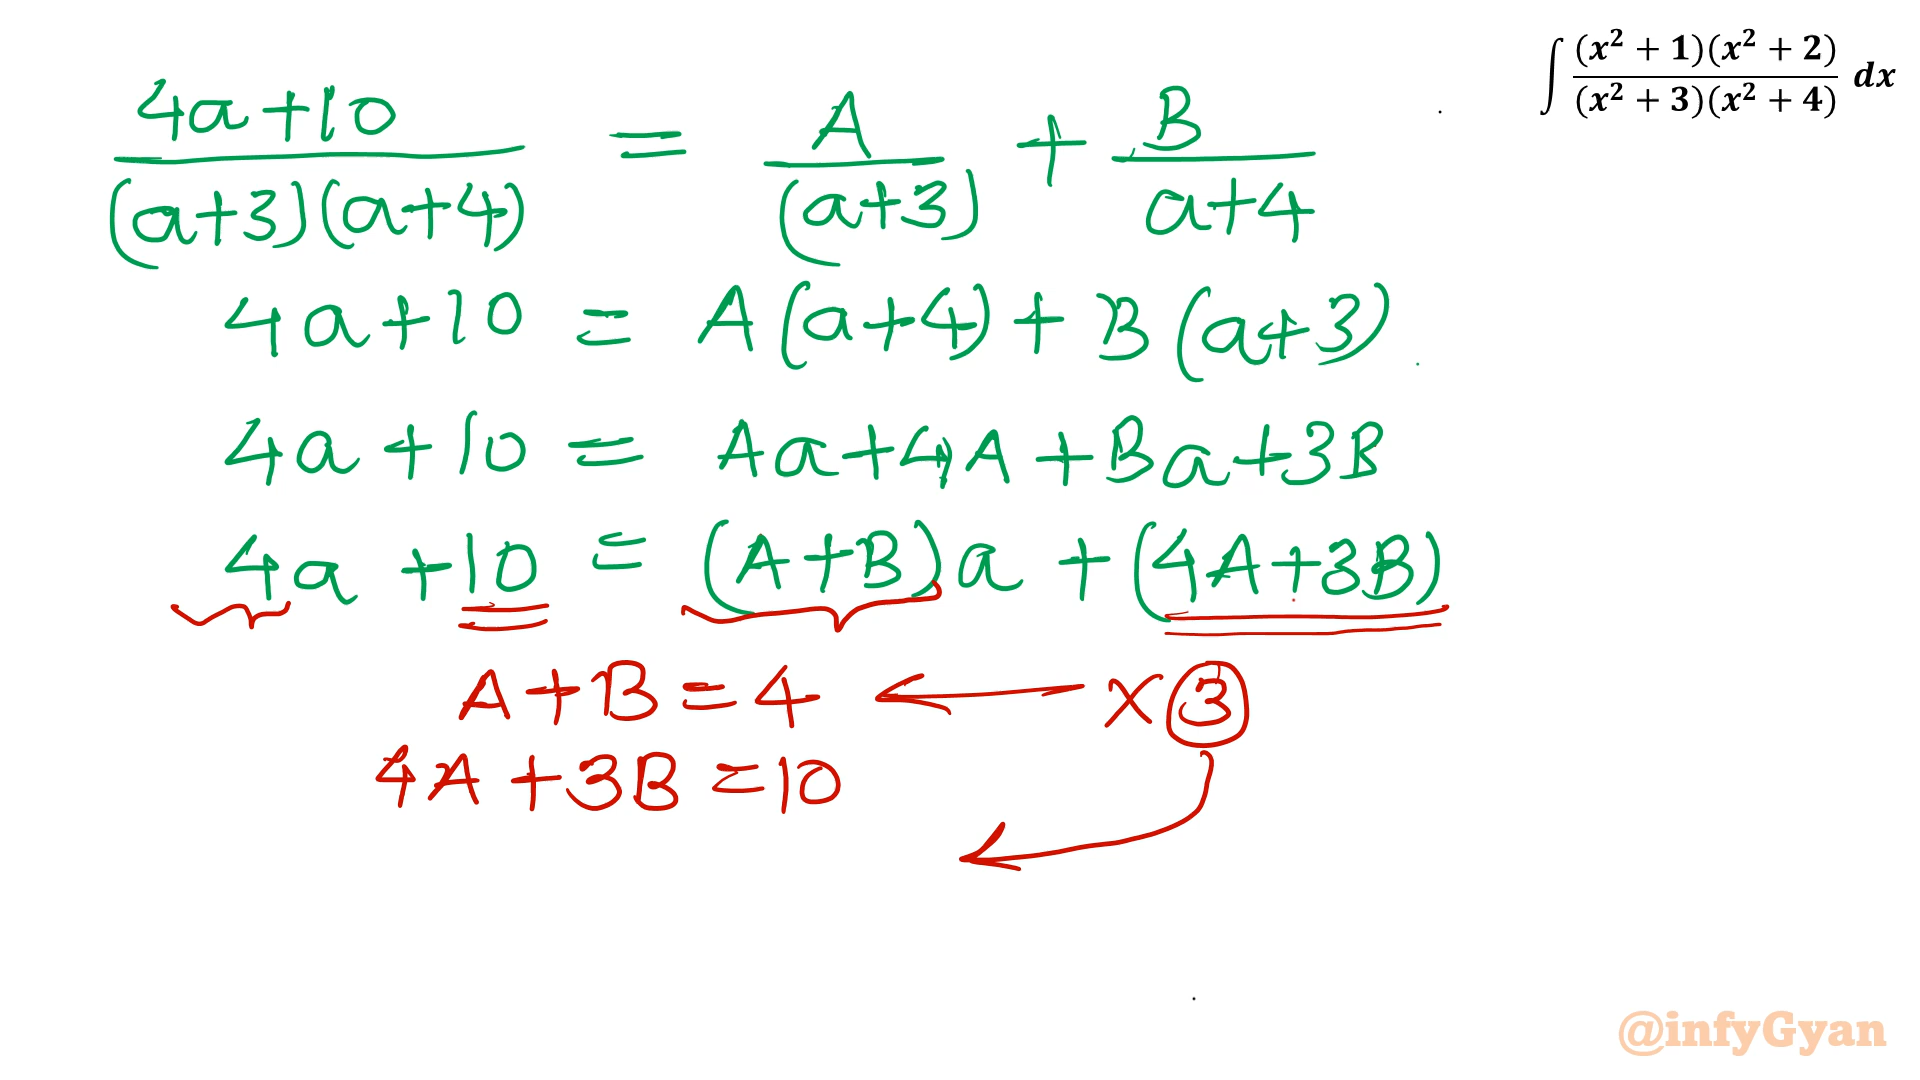 ∫ (x² + 1)(x² + 2) / (x² + 3)(x² + 4) dx
4a+10 / (a+3)(a+4) = A / (a+3) + B / a+4
4a+10 = A(a+4)+B(a+3)
4a+10 = Aa+4A+Ba+3B
4a+10 = (A+B)a+(4A+3B)
A+B=4 ← ×3
4A+3B=10
@infyGyan